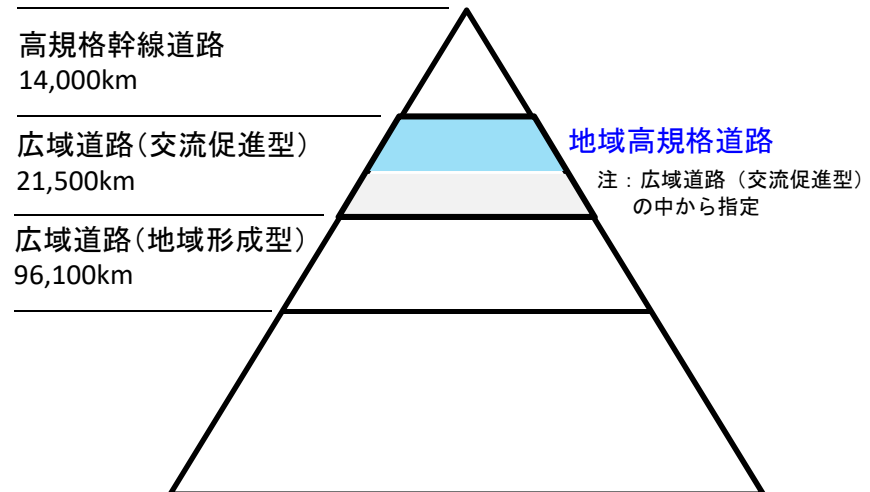 高規格幹線道路
14,000km
広域道路(交流促進型)
21,500km
地域高規格道路
注：広域道路（交流促進型）
の中から指定
広域道路(地域形成型)
96,100km